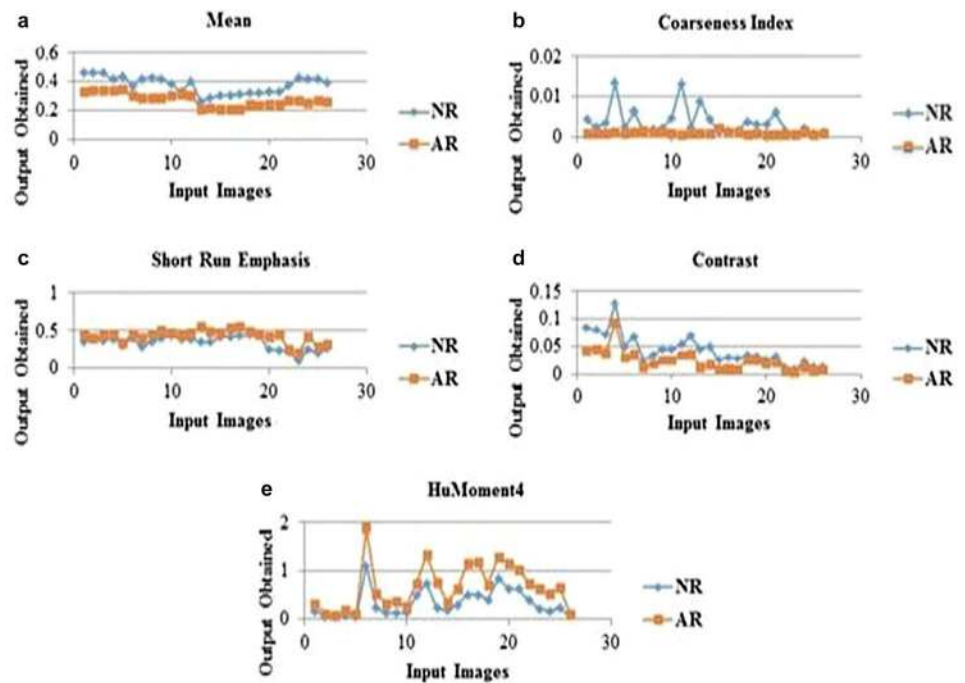 a
Mean
0.6
0.4
0.2
0
0 10 20 30
Output Obtained
Input Images
NR
AR
b
Coarseness Index
0.02
0.01
0
0 10 20 30
Output Obtained
Input Images
NR
AR
c
Short Run Emphasis
1
0.5
0
0 10 20 30
Output Obtained
Input Images
NR
AR
d
Contrast
0.15
0.1
0.05
0
0 10 20 30
Output Obtained
Input Images
NR
AR
e
HuMoment4
2
1
0
0 10 20 30
Output Obtained
Input Images
NR
AR